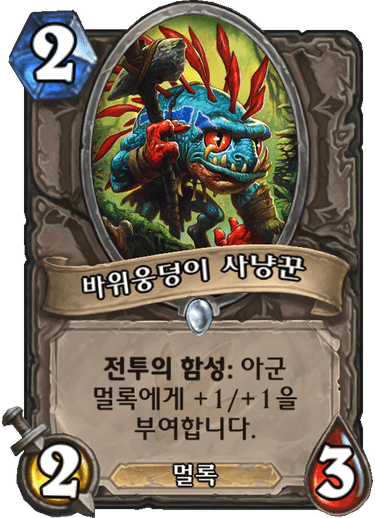 2
바위웅덩이 사냥꾼
전투의 함성: 아군
멀록에게 +1/+1을
부여합니다.
2
멀록
3